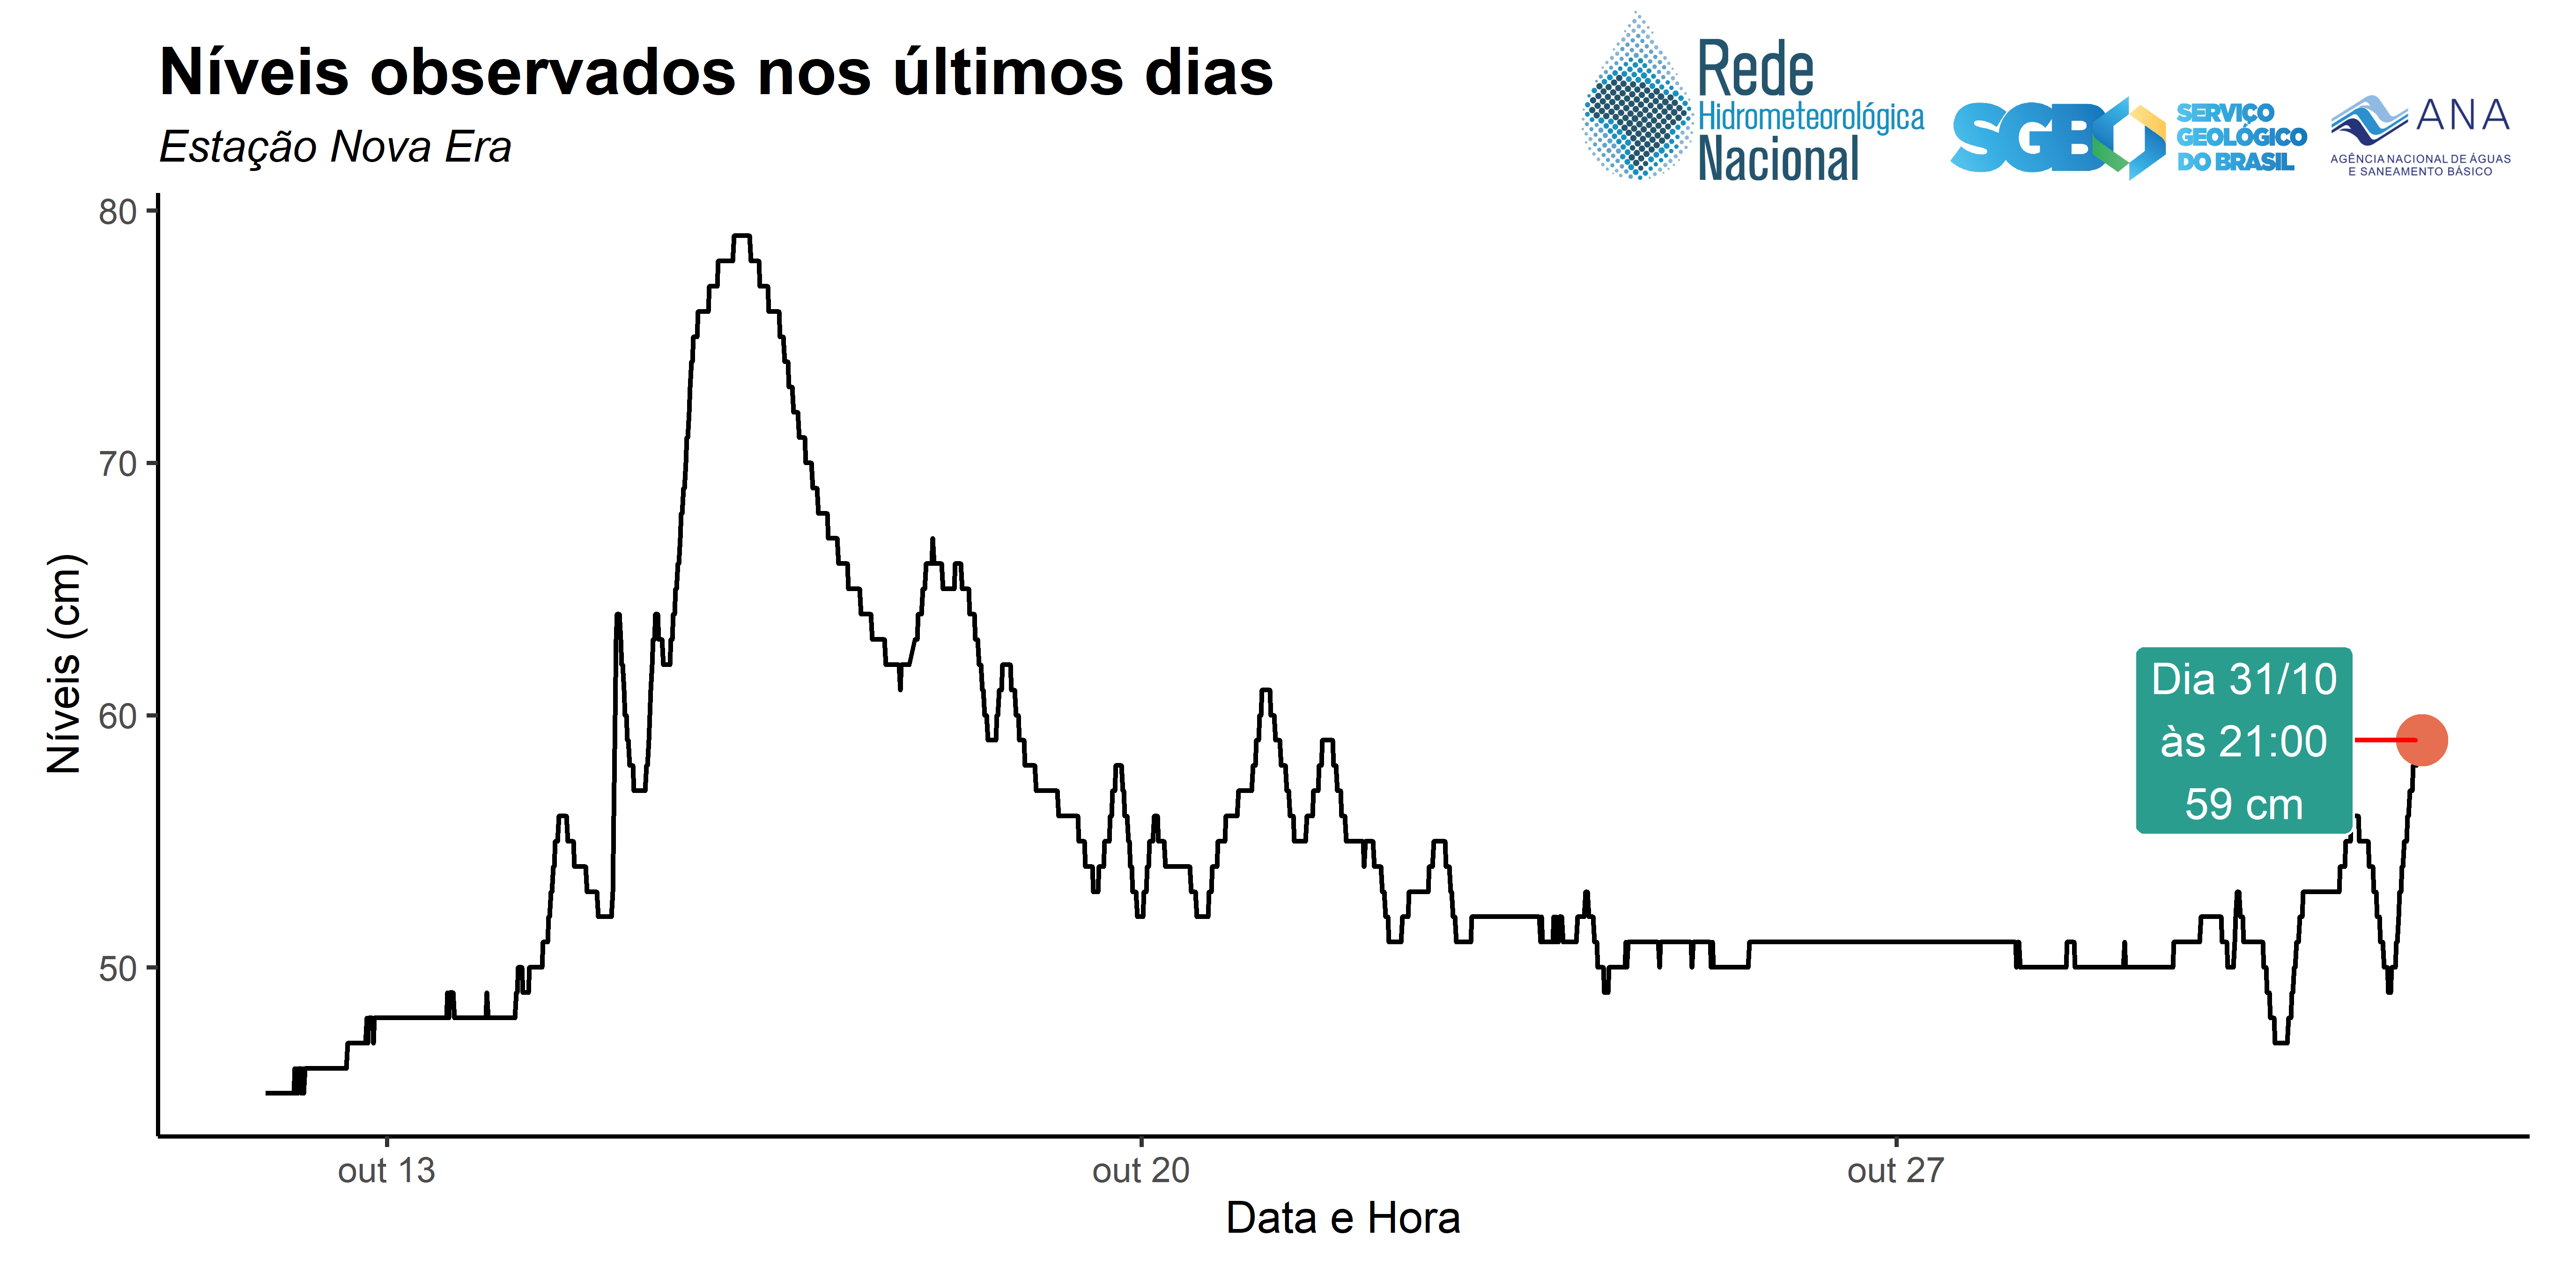 Níveis observados nos últimos dias
Estação Nova Era
Rede
Hidrometeorológica
Nacional
SGB
SERVIÇO
GEOLÓGICO
DO BRASIL
ANA
AGÊNCIA NACIONAL DE ÁGUAS
E SANEAMENTO BÁSICO
80
70
60
50
Níveis (cm)
Dia 31/10
às 21:00
59 cm
out 13
out 20
out 27
Data e Hora